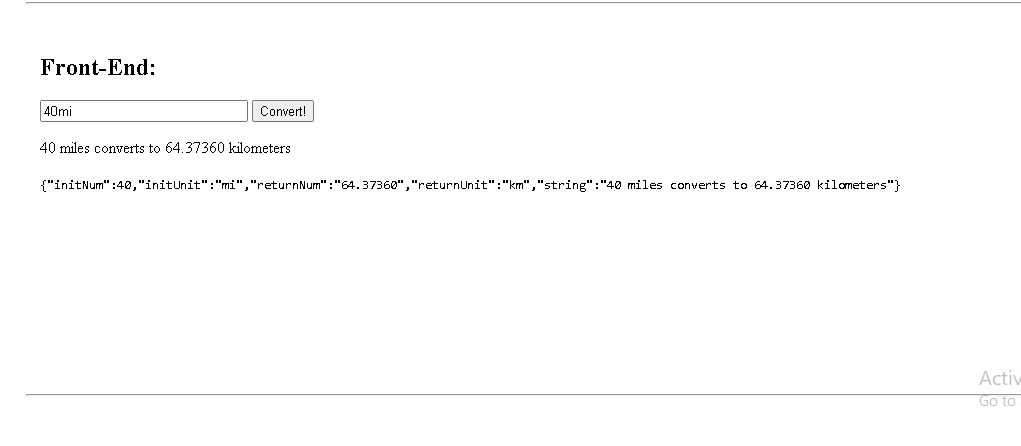 Front-End:
40mi Convert!
40 miles converts to 64.37360 kilometers
{"initNum":40,"initUnit":"mi","returnNum":"64.37360","returnUnit":"km","string":"40 miles converts to 64.37360 kilometers"}
Activ
Go to